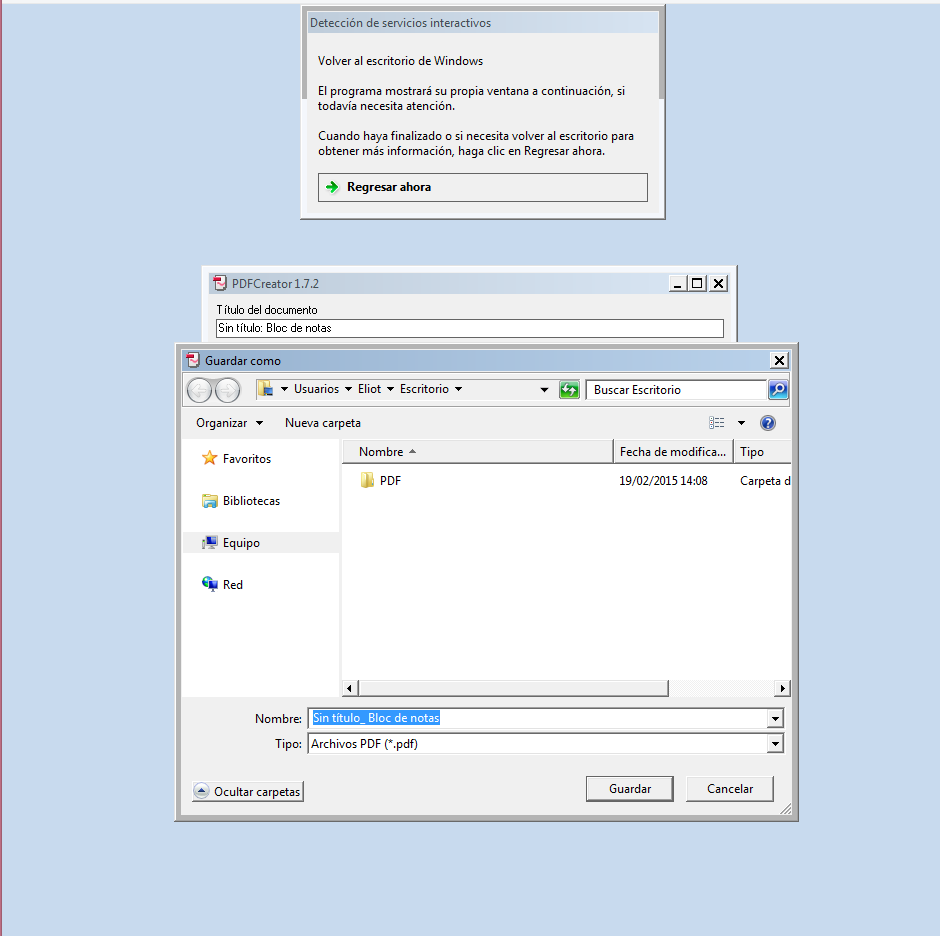 Detección de servicios interactivos
Volver al escritorio de Windows
El programa mostrará su propia ventana a continuación, si
todavía necesita atención.
Cuando haya finalizado o si necesita volver al escritorio para
obtener más información, haga clic en Regresar ahora.
Regresar ahora
PDFCreator 1.7.2
Título del documento
Sin título: Bloc de notas
Guardar como
Usuarios Eliot Escritorio Buscar Escritorio
Organizar Nueva carpeta
Nombre Fecha de modifica... Tipo
Favoritos
PDF 19/02/2015 14:08 Carpeta d
Bibliotecas
Equipo
Red
Nombre: Sin título_ Bloc de notas
Tipo: Archivos PDF (*.pdf)
Ocultar carpetas Guardar Cancelar